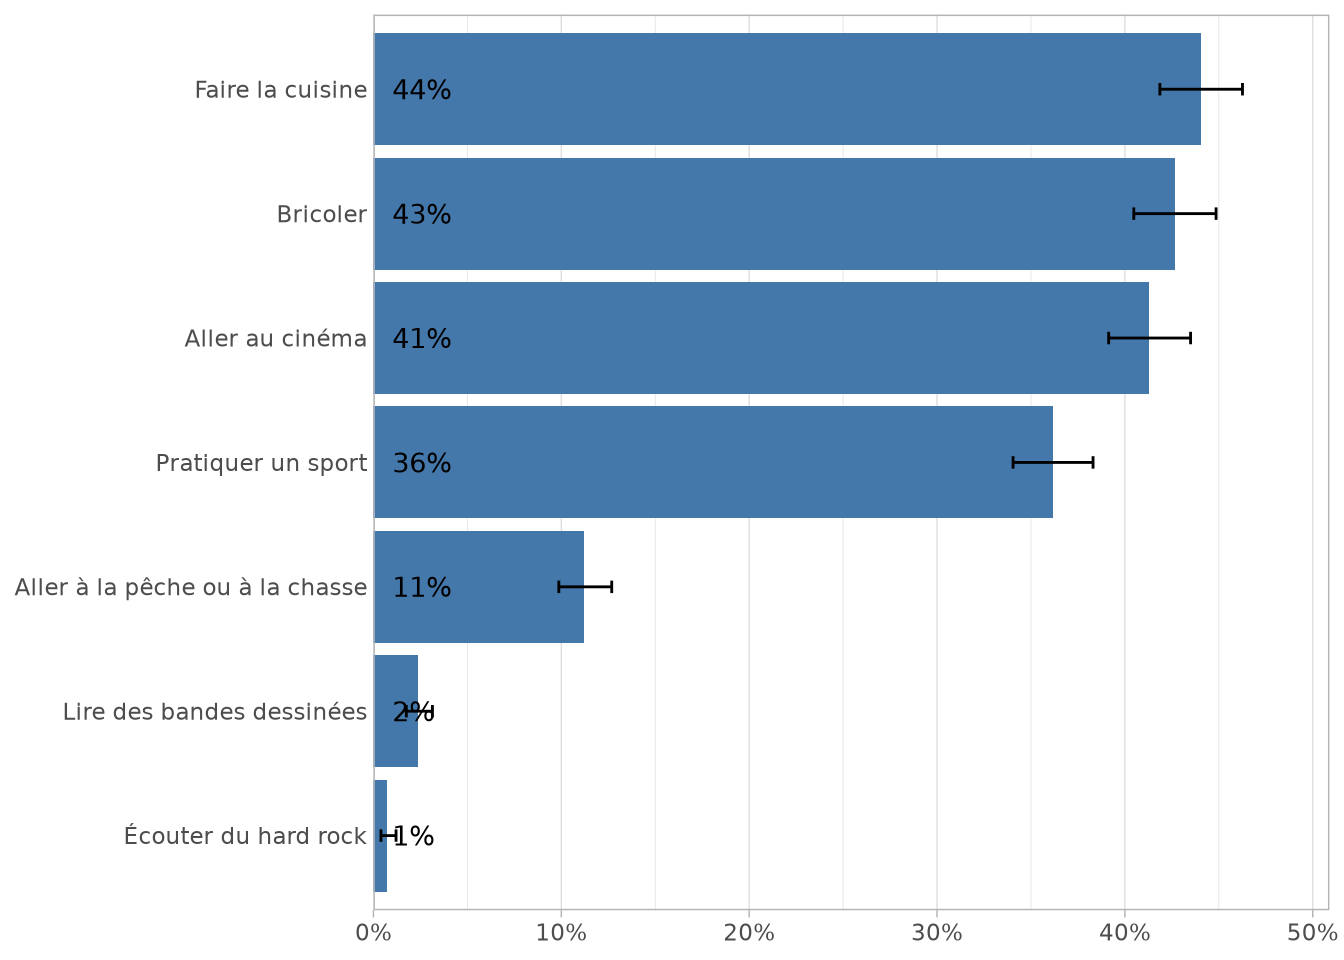 Faire la cuisine 44%
Bricoler 43%
Aller au cinéma 41%
Pratiquer un sport 36%
Aller à la pêche ou à la chasse 11%
Lire des bandes dessinées 2%
Écouter du hard rock 1%
0% 10% 20% 30% 40% 50%